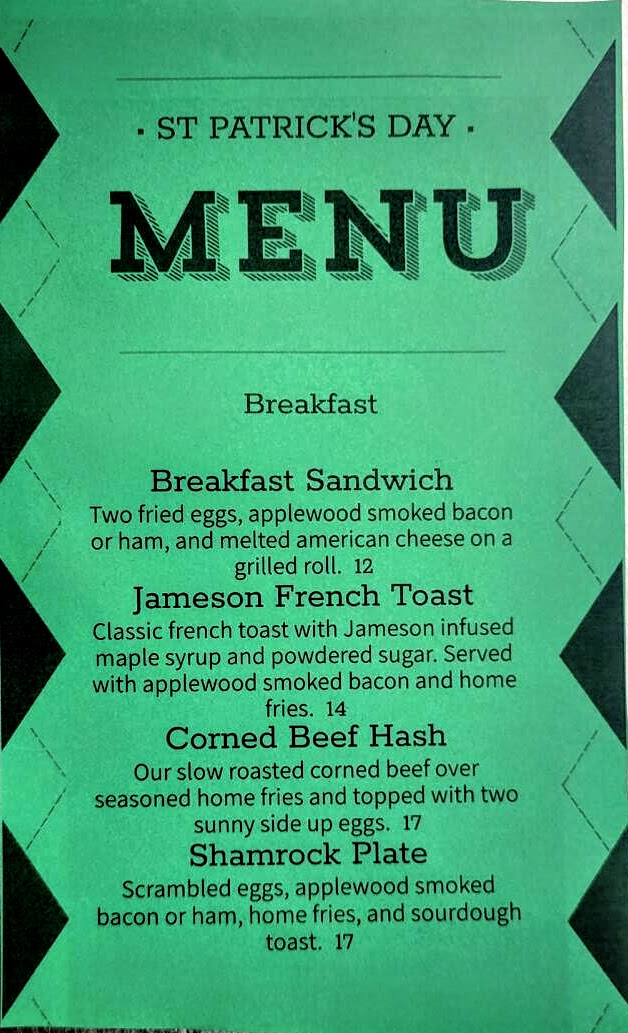 · ST PATRICK'S DAY ·
MENU
Breakfast
Breakfast Sandwich
Two fried eggs, applewood smoked bacon
or ham, and melted american cheese on a
grilled roll. 12
Jameson French Toast
Classic french toast with Jameson infused
maple syrup and powdered sugar. Served
with applewood smoked bacon and home
fries. 14
Corned Beef Hash
Our slow roasted corned beef over
seasoned home fries and topped with two
sunny side up eggs. 17
Shamrock Plate
Scrambled eggs, applewood smoked
bacon or ham, home fries, and sourdough
toast. 17